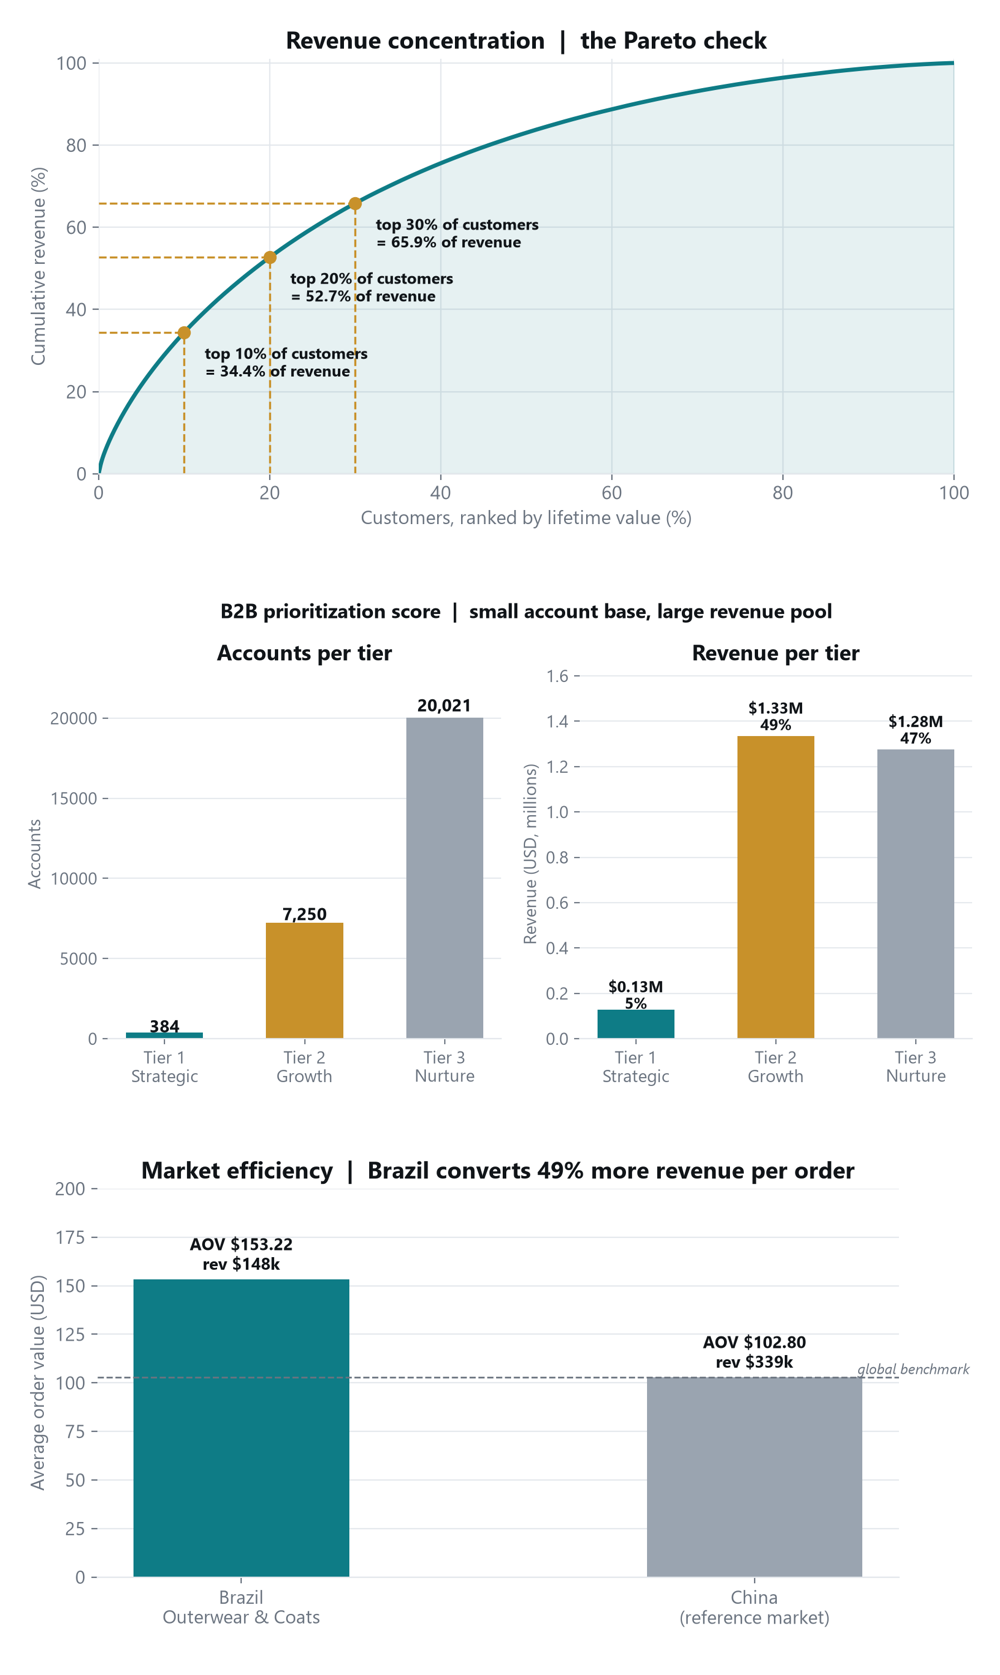 Revenue concentration | the Pareto check
Cumulative revenue (%)
100
80
60
40
20
0
top 30% of customers
= 65.9% of revenue
top 20% of customers
= 52.7% of revenue
top 10% of customers
= 34.4% of revenue
0 20 40 60 80 100
Customers, ranked by lifetime value (%)
B2B prioritization score | small account base, large revenue pool
Accounts per tier
Accounts
20000
15000
10000
5000
0
384
7,250
20,021
Tier 1
Strategic
Tier 2
Growth
Tier 3
Nurture
Revenue per tier
Revenue (USD, millions)
1.6
1.4
1.2
1.0
0.8
0.6
0.4
0.2
0.0
$0.13M
5%
$1.33M
49%
$1.28M
47%
Tier 1
Strategic
Tier 2
Growth
Tier 3
Nurture
Market efficiency | Brazil converts 49% more revenue per order
Average order value (USD)
200
175
150
125
100
75
50
25
0
AOV $153.22
rev $148k
AOV $102.80
rev $339k
global benchmark
Brazil
Outerwear & Coats
China
(reference market)